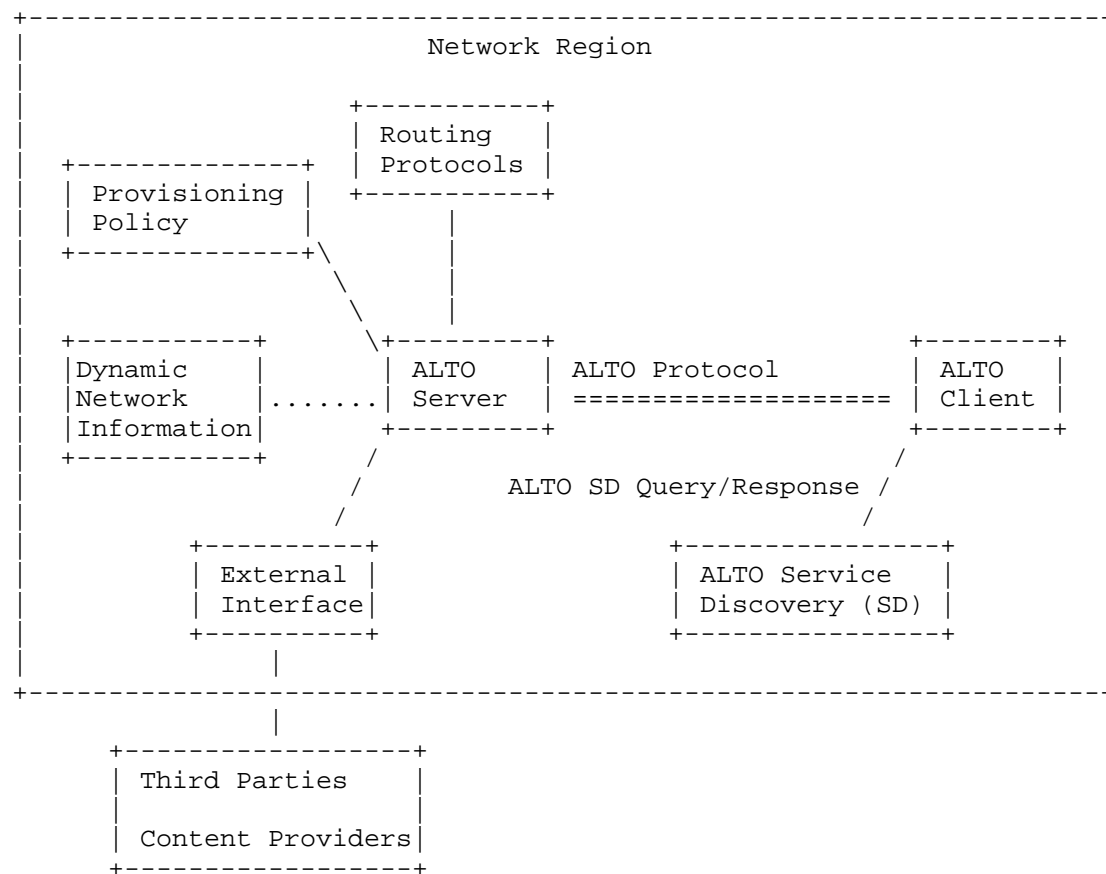 Network Region
Routing
Protocols
Provisioning
Policy
Dynamic
Network
Information
ALTO
Server
ALTO Protocol
ALTO
Client
ALTO SD Query/Response
External
Interface
ALTO Service
Discovery (SD)
Third Parties
Content Providers